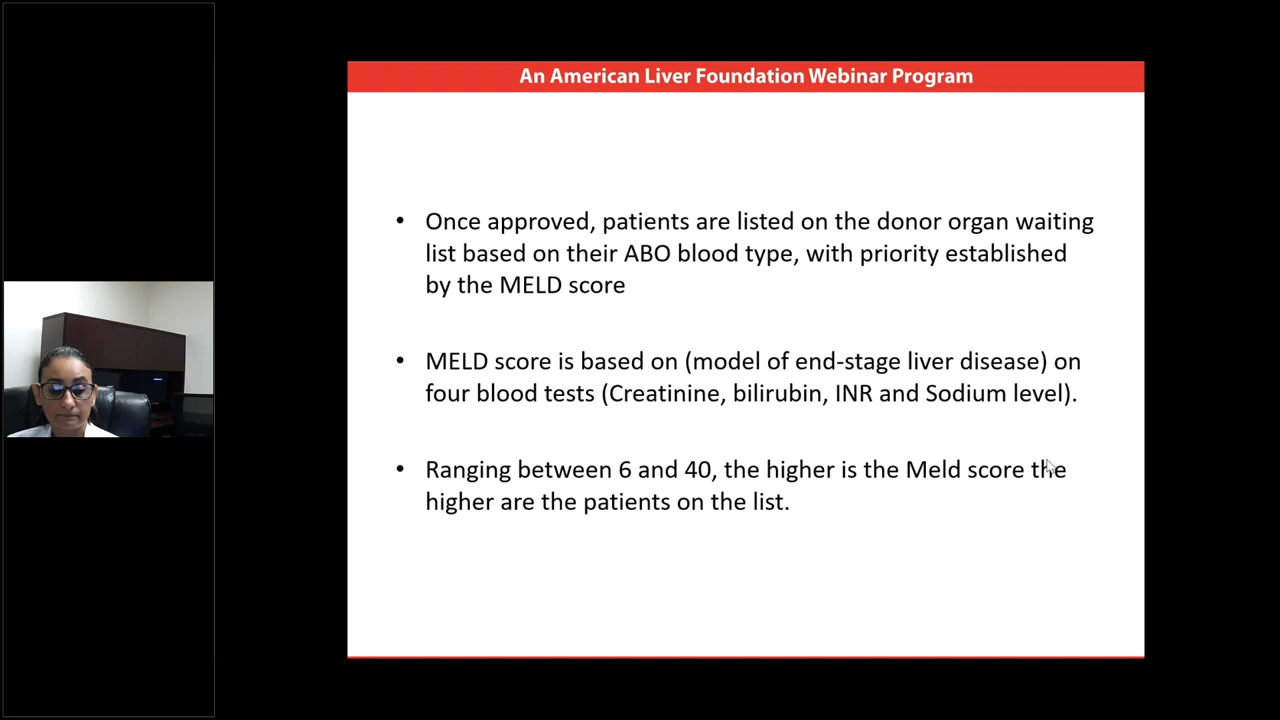 An American Liver Foundation Webinar Program
• Once approved, patients are listed on the donor organ waiting
list based on their ABO blood type, with priority established
by the MELD score
• MELD score is based on (model of end-stage liver disease) on
four blood tests (Creatinine, bilirubin, INR and Sodium level).
• Ranging between 6 and 40, the higher is the Meld score the
higher are the patients on the list.